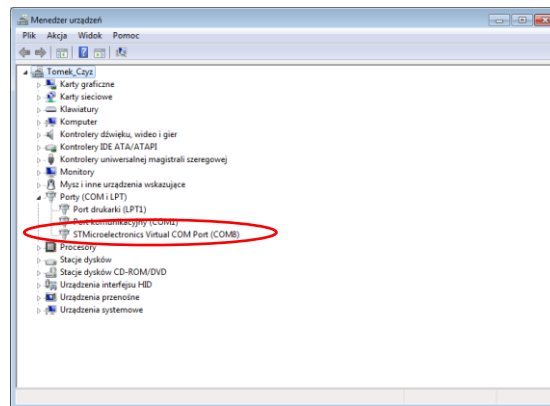 Menedżer urządzeń
Plik Akcja Widok Pomoc
Tomek_Czyz
Karty graficzne
Karty sieciowe
Klawiatury
Komputer
Kontrolery dźwięku, wideo i gier
Kontrolery IDE ATA/ATAPI
Kontrolery uniwersalnej magistrali szeregowej
Monitory
Mysz i inne urządzenia wskazujące
Porty (COM i LPT)
Port drukarki (LPT1)
Port komunikacyjny (COM1)
STMicroelectronics Virtual COM Port (COM8)
Procesory
Stacje dysków
Stacje dysków CD-ROM/DVD
Urządzenia interfejsu HID
Urządzenia przenośne
Urządzenia systemowe